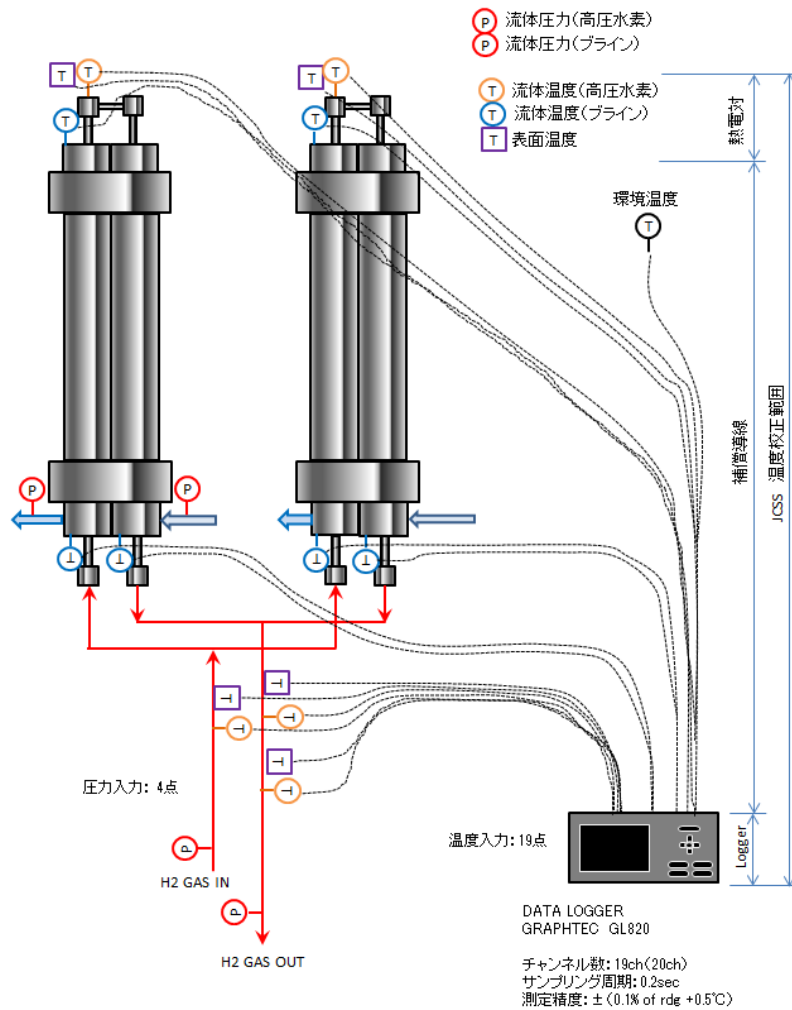 P 流体圧力(高圧水素)
P 流体圧力(ブライン)
T 流体温度(高圧水素)
T 流体温度(ブライン)
T 表面温度
T
T
T
T
T
T
熱電対
環境温度
T
補償導線
JCSS 温度校正範囲
P
P
T
T
T
T
T
T
T
T
T
T
圧力入力: 4点
P
H2 GAS IN
P
H2 GAS OUT
温度入力:19点
Logger
DATA LOGGER
GRAPHTEC GL820
チャンネル数:19ch(20ch)
サンプリング周期:0.2sec
測定精度:±(0.1% of rdg +0.5℃)